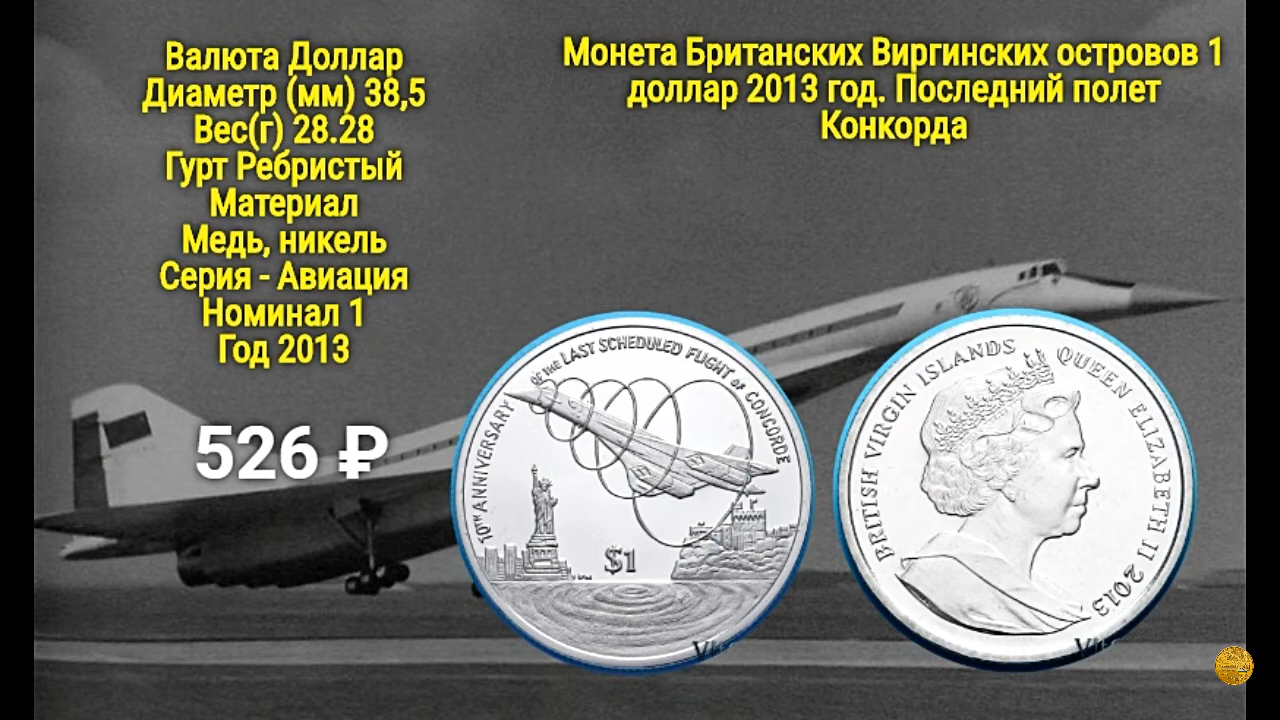 Валюта Доллар
Диаметр (мм) 38,5
Вес(г) 28.28
Гурт Ребристый
Материал
Медь, никель
Серия - Авиация
Номинал 1
Год 2013
526 ₽
Монета Британских Виргинских островов 1
доллар 2013 год. Последний полет
Конкорда
10TH ANNIVERSARY OF THE LAST SCHEDULED FLIGHT OF CONCORDE
$1
BRITISH VIRGIN ISLANDS QUEEN ELIZABETH II 2013